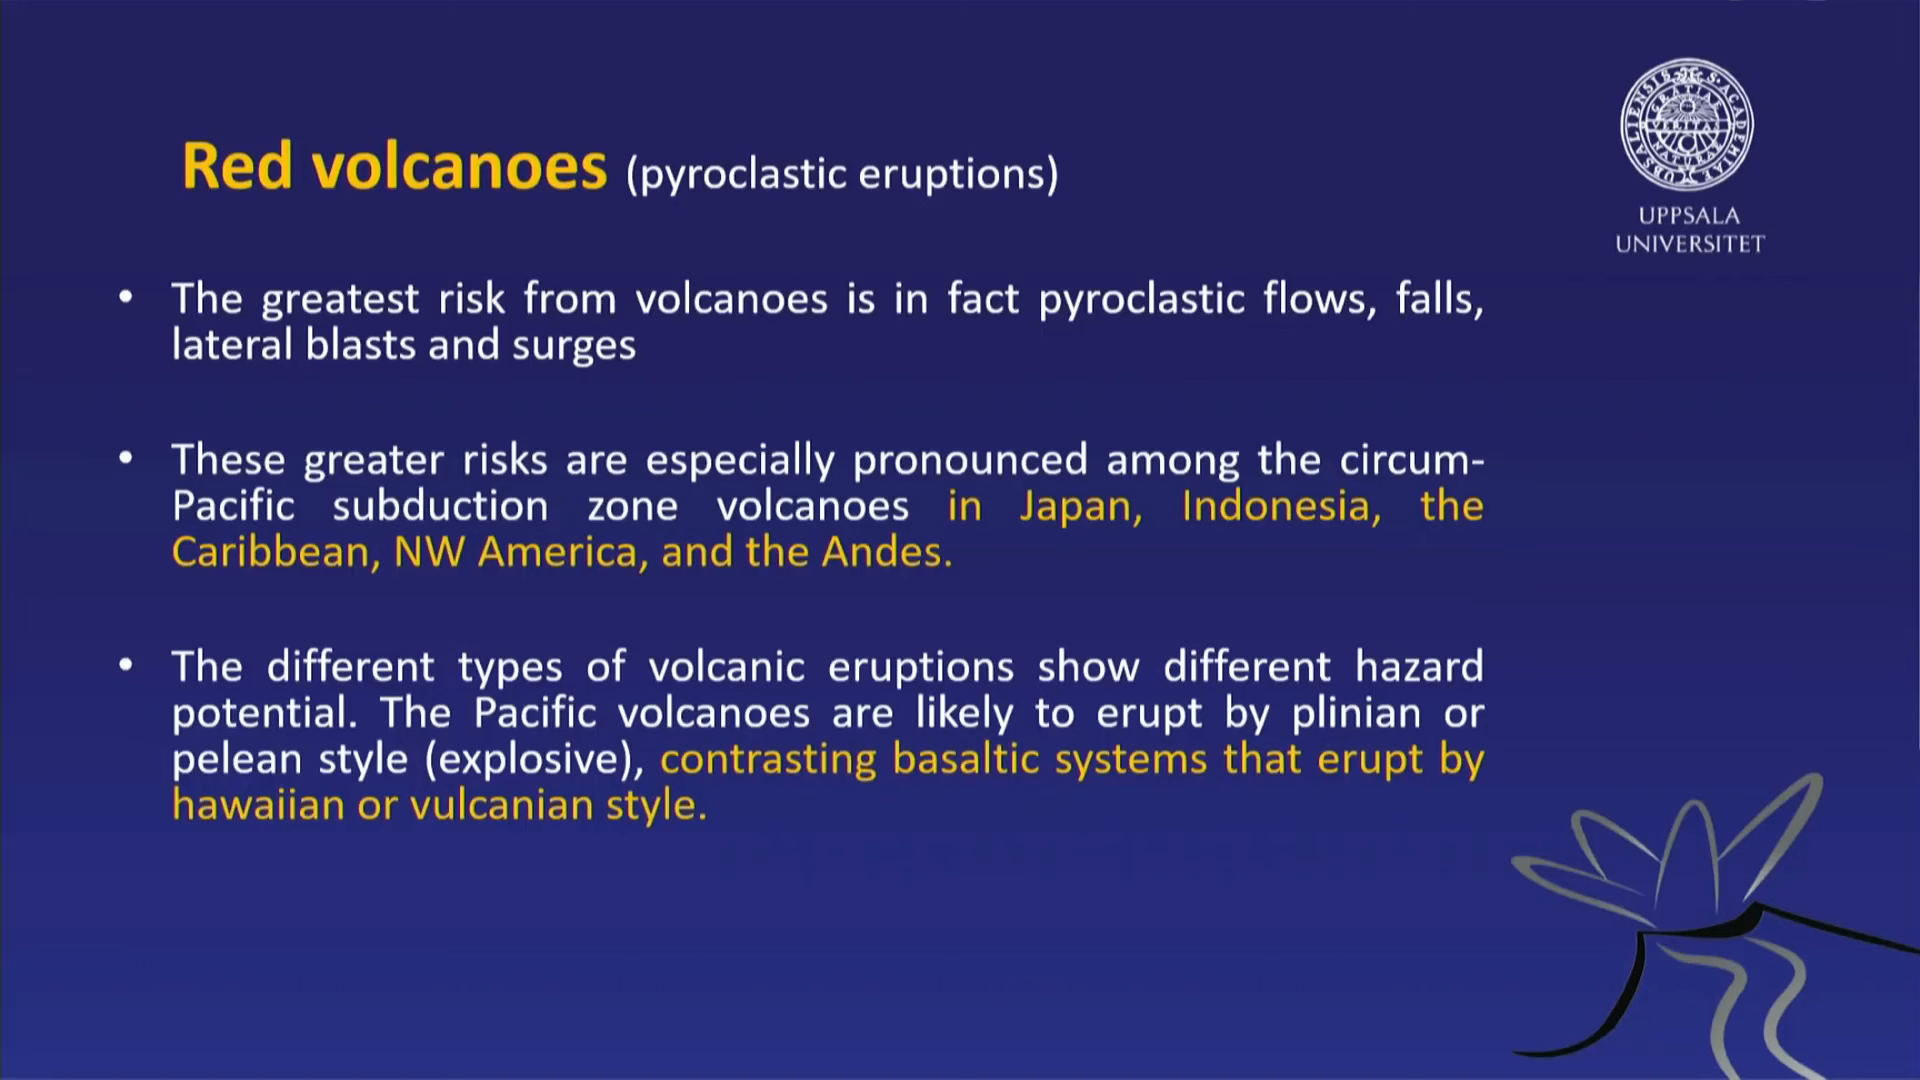 Red volcanoes (pyroclastic eruptions)
UPPSALA
UNIVERSITET
• The greatest risk from volcanoes is in fact pyroclastic flows, falls,
lateral blasts and surges
• These greater risks are especially pronounced among the circum-
Pacific subduction zone volcanoes in Japan, Indonesia, the
Caribbean, NW America, and the Andes.
• The different types of volcanic eruptions show different hazard
potential. The Pacific volcanoes are likely to erupt by plinian or
pelean style (explosive), contrasting basaltic systems that erupt by
hawaiian or vulcanian style.